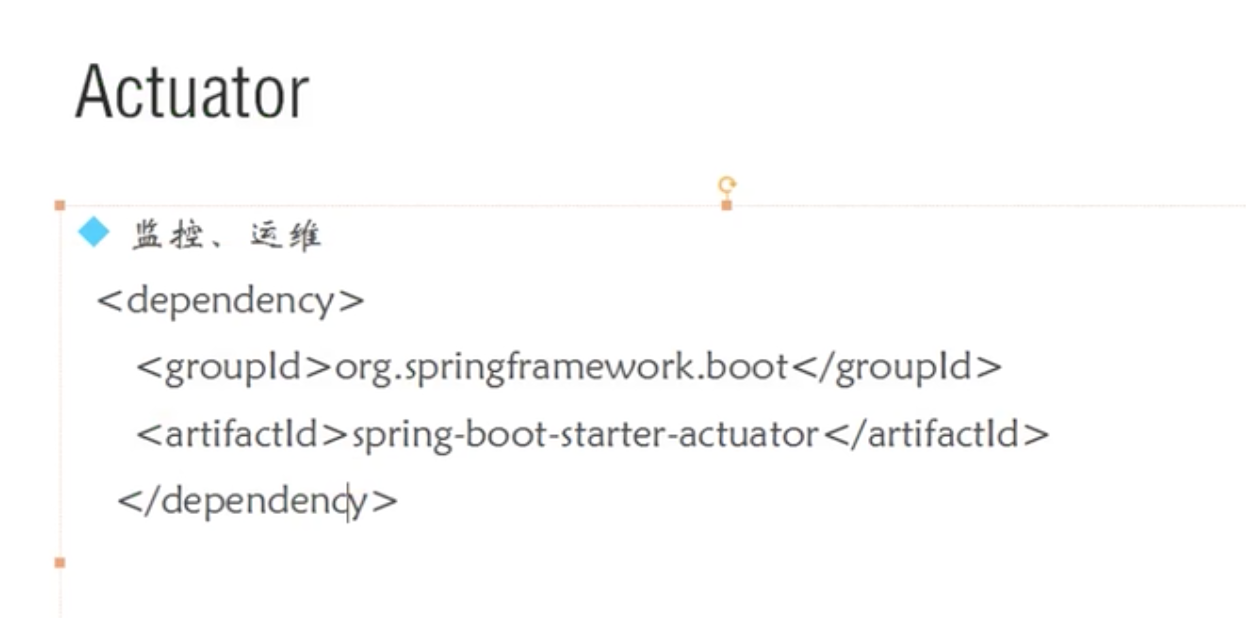 Actuator
监控、运维
<dependency>
<groupId>org.springframework.boot</groupId>
<artifactId>spring-boot-starter-actuator</artifactId>
</dependency>